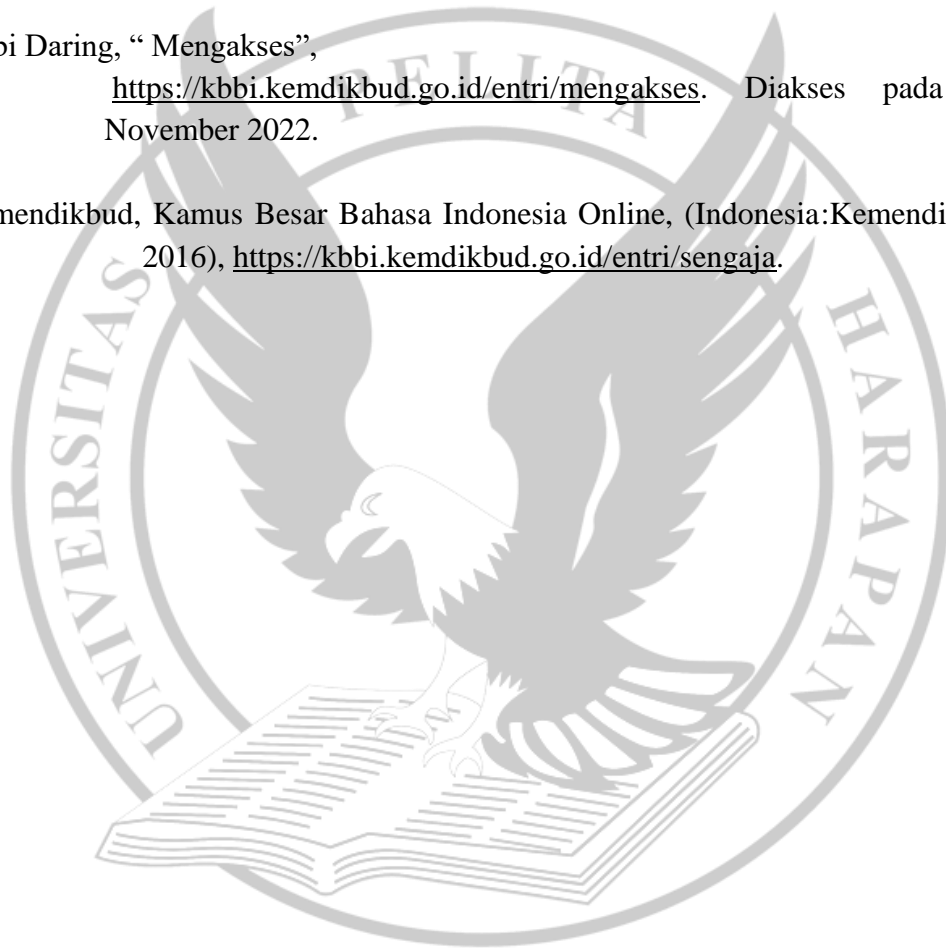 bi Daring, “ Mengakses”,
https://kbbi.kemdikbud.go.id/entri/mengakses. Diakses pada
November 2022.
mendikbud, Kamus Besar Bahasa Indonesia Online, (Indonesia:Kemendi
2016), https://kbbi.kemdikbud.go.id/entri/sengaja.
UNIVERSITAS PELITA HARAPAN